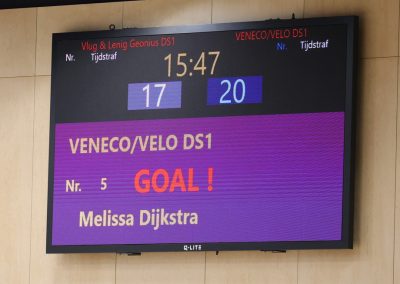 Vlug & Lenig Geonius DS1 VENECO/VELO DS1
Nr. Tijdstraf Nr. Tijdstraf
15:47
17 20
VENECO/VELO DS1
Nr. 5 GOAL !
Melissa Dijkstra
Q-LITE